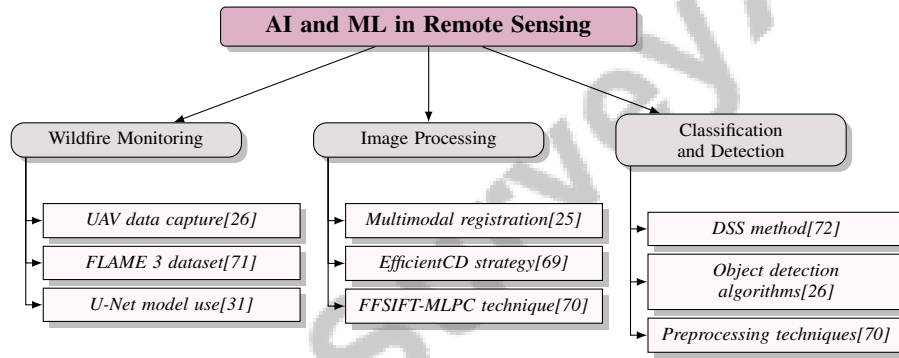 AI and ML in Remote Sensing
Wildfire Monitoring
UAV data capture[26]
FLAME 3 dataset[71]
U-Net model use[31]
Image Processing
Multimodal registration[25]
EfficientCD strategy[69]
FFSIFT-MLPC technique[70]
Classification
and Detection
DSS method[72]
Object detection
algorithms[26]
Preprocessing techniques[70]
Survey